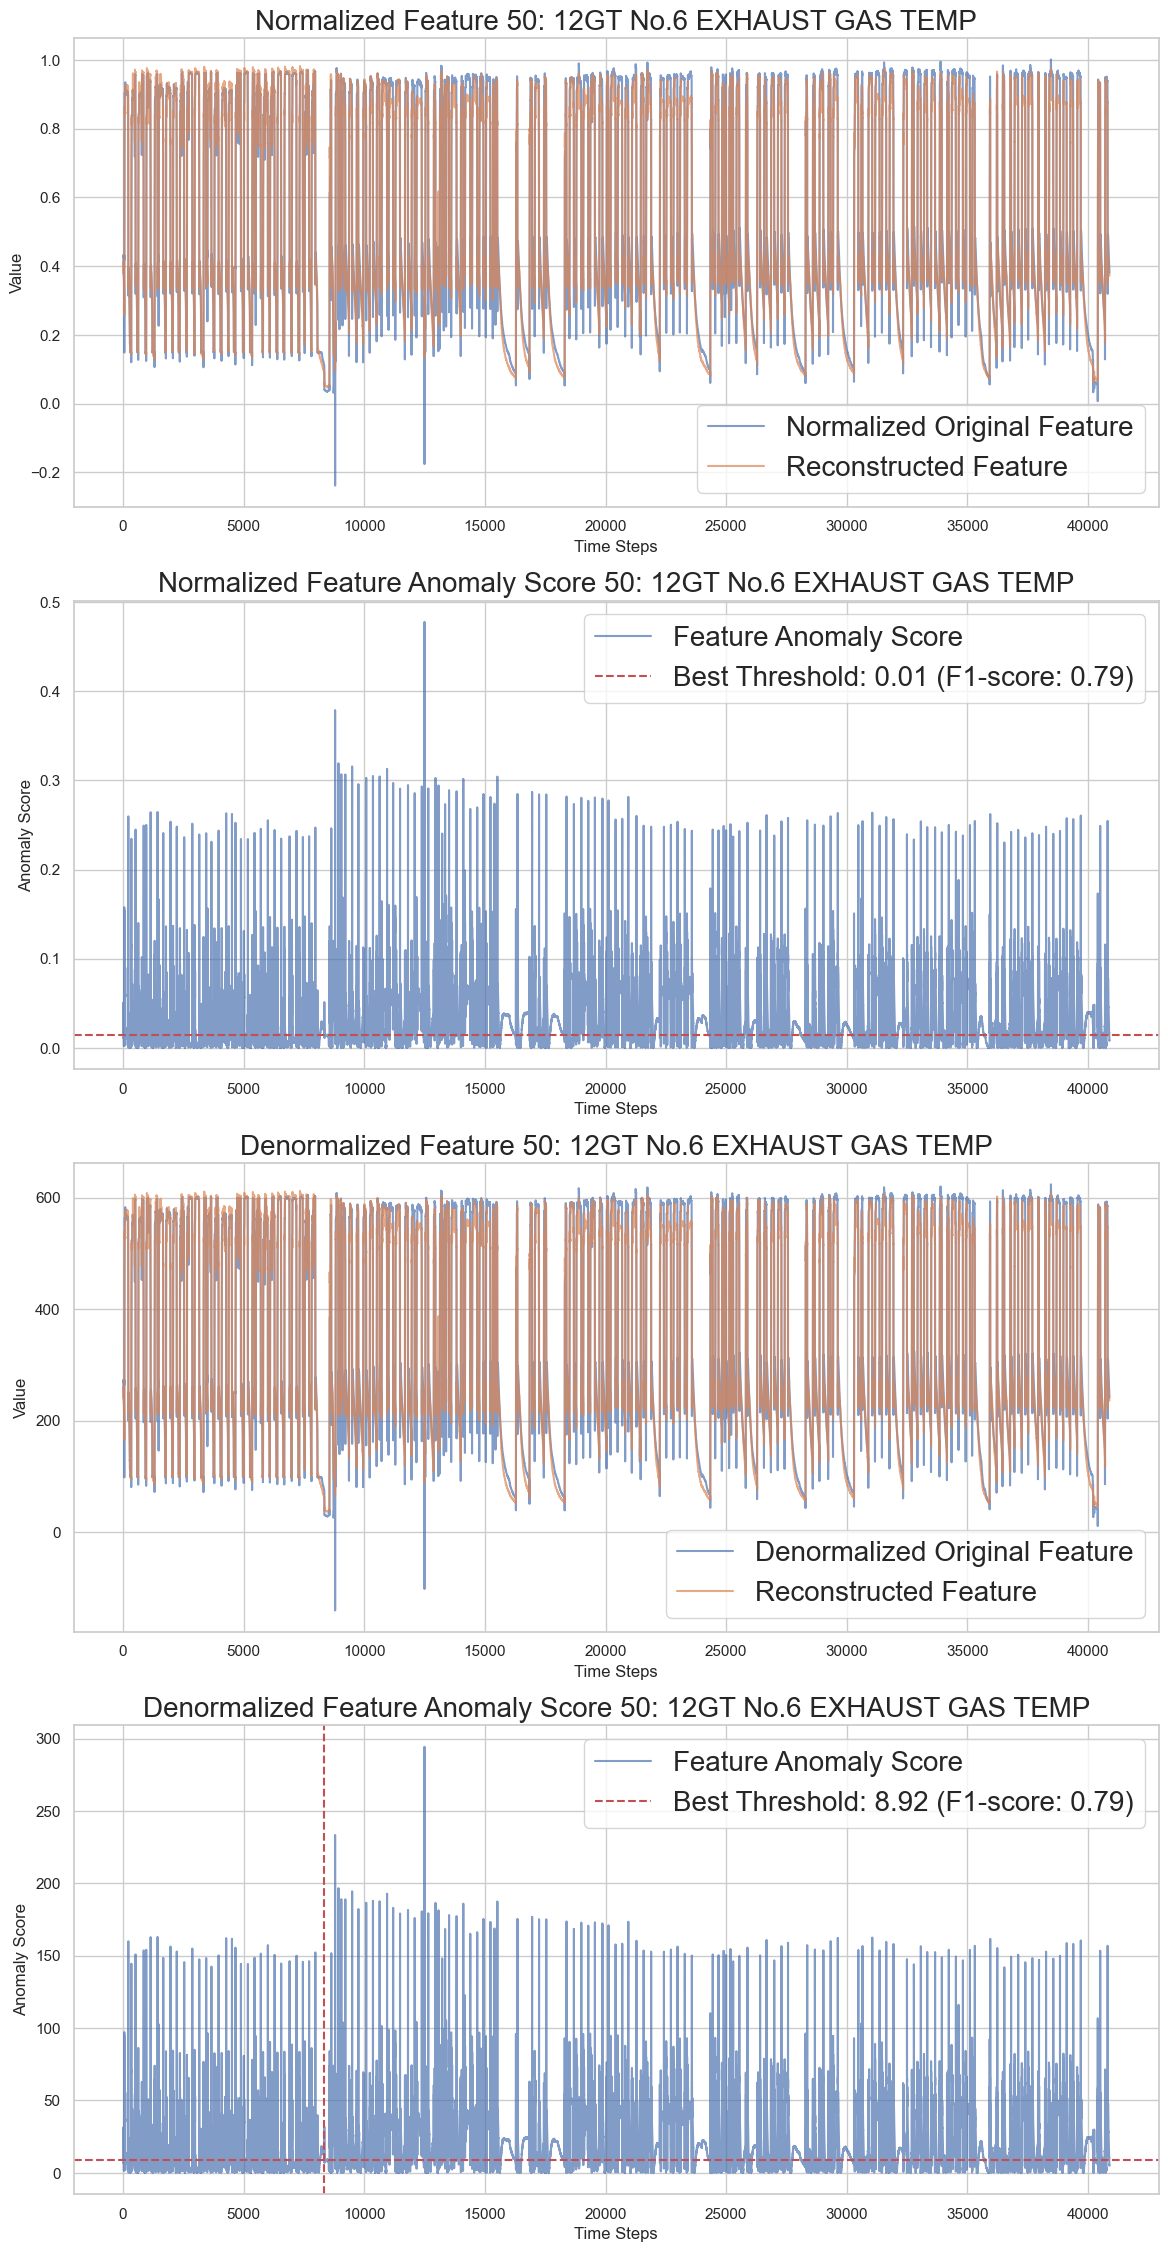 Normalized Feature 50: 12GT No.6 EXHAUST GAS TEMP
1.0
0.8
0.6
0.4
0.2
0.0
−0.2
Value
Normalized Original Feature
Reconstructed Feature
0 5000 10000 15000 20000 25000 30000 35000 40000
Time Steps
Normalized Feature Anomaly Score 50: 12GT No.6 EXHAUST GAS TEMP
0.5
0.4
0.3
0.2
0.1
0.0
Anomaly Score
Feature Anomaly Score
Best Threshold: 0.01 (F1-score: 0.79)
0 5000 10000 15000 20000 25000 30000 35000 40000
Time Steps
Denormalized Feature 50: 12GT No.6 EXHAUST GAS TEMP
600
400
200
0
Value
Denormalized Original Feature
Reconstructed Feature
0 5000 10000 15000 20000 25000 30000 35000 40000
Time Steps
Denormalized Feature Anomaly Score 50: 12GT No.6 EXHAUST GAS TEMP
300
250
200
150
100
50
0
Anomaly Score
Feature Anomaly Score
Best Threshold: 8.92 (F1-score: 0.79)
0 5000 10000 15000 20000 25000 30000 35000 40000
Time Steps